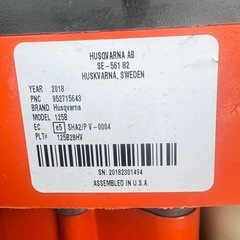 HUSQVARNA AB
SE-561 82
HUSKVARNA, SWEDEN
YEAR 2018
PNC 952715643
BRAND Husqvarna
MODEL 125B
EC e5 SHA2/P V-0004
PLT# 125B28HV
SN: 20182301494
ASSEMBLED IN U.S.A.